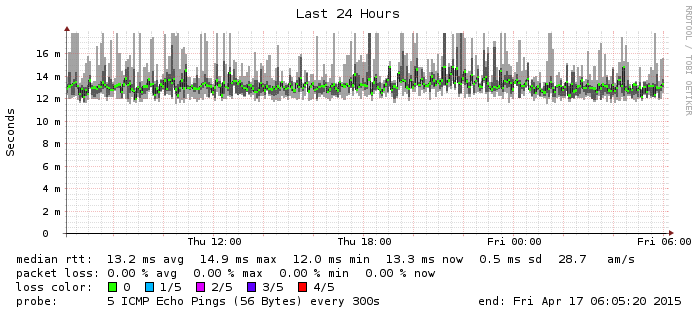 Last 24 Hours
RRDTOOL / TOBI OETIKER
Seconds
16 m
14 m
12 m
10 m
8 m
6 m
4 m
2 m
0
Thu 12:00 Thu 18:00 Fri 00:00 Fri 06:00
median rtt: 13.2 ms avg 14.9 ms max 12.0 ms min 13.3 ms now 0.5 ms sd 28.7 am/s
packet loss: 0.00 % avg 0.00 % max 0.00 % min 0.00 % now
loss color: 0 1/5 2/5 3/5 4/5
probe: 5 ICMP Echo Pings (56 Bytes) every 300s end: Fri Apr 17 06:05:20 2015